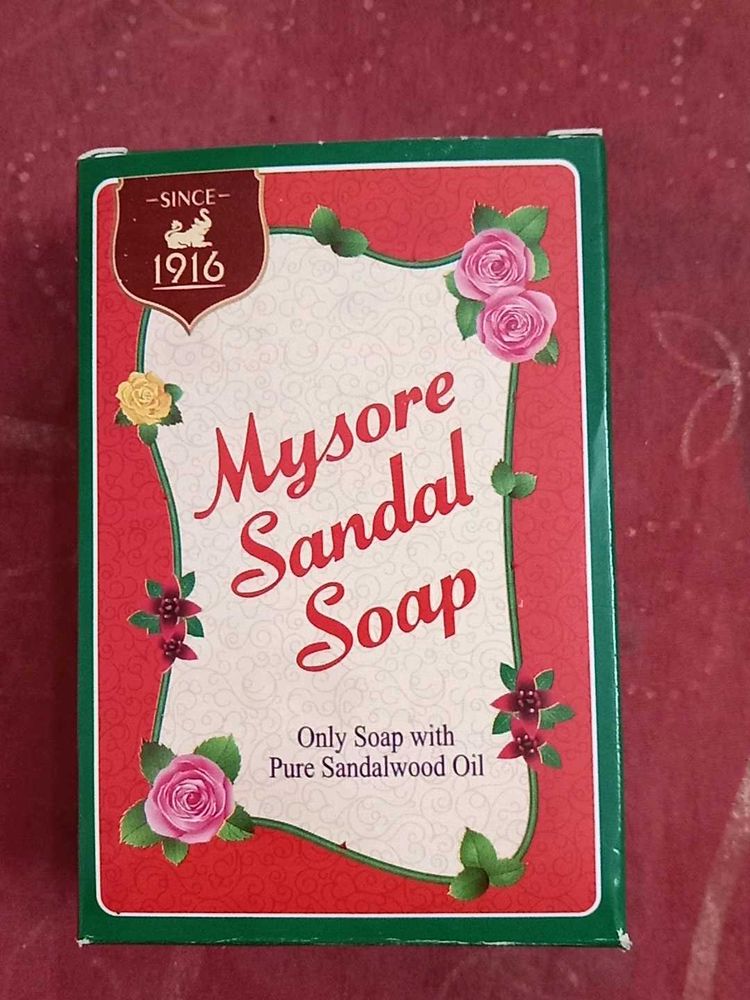 SINCE
1916
Mysore
Sandal
Soap
Only Soap with
Pure Sandalwood Oil